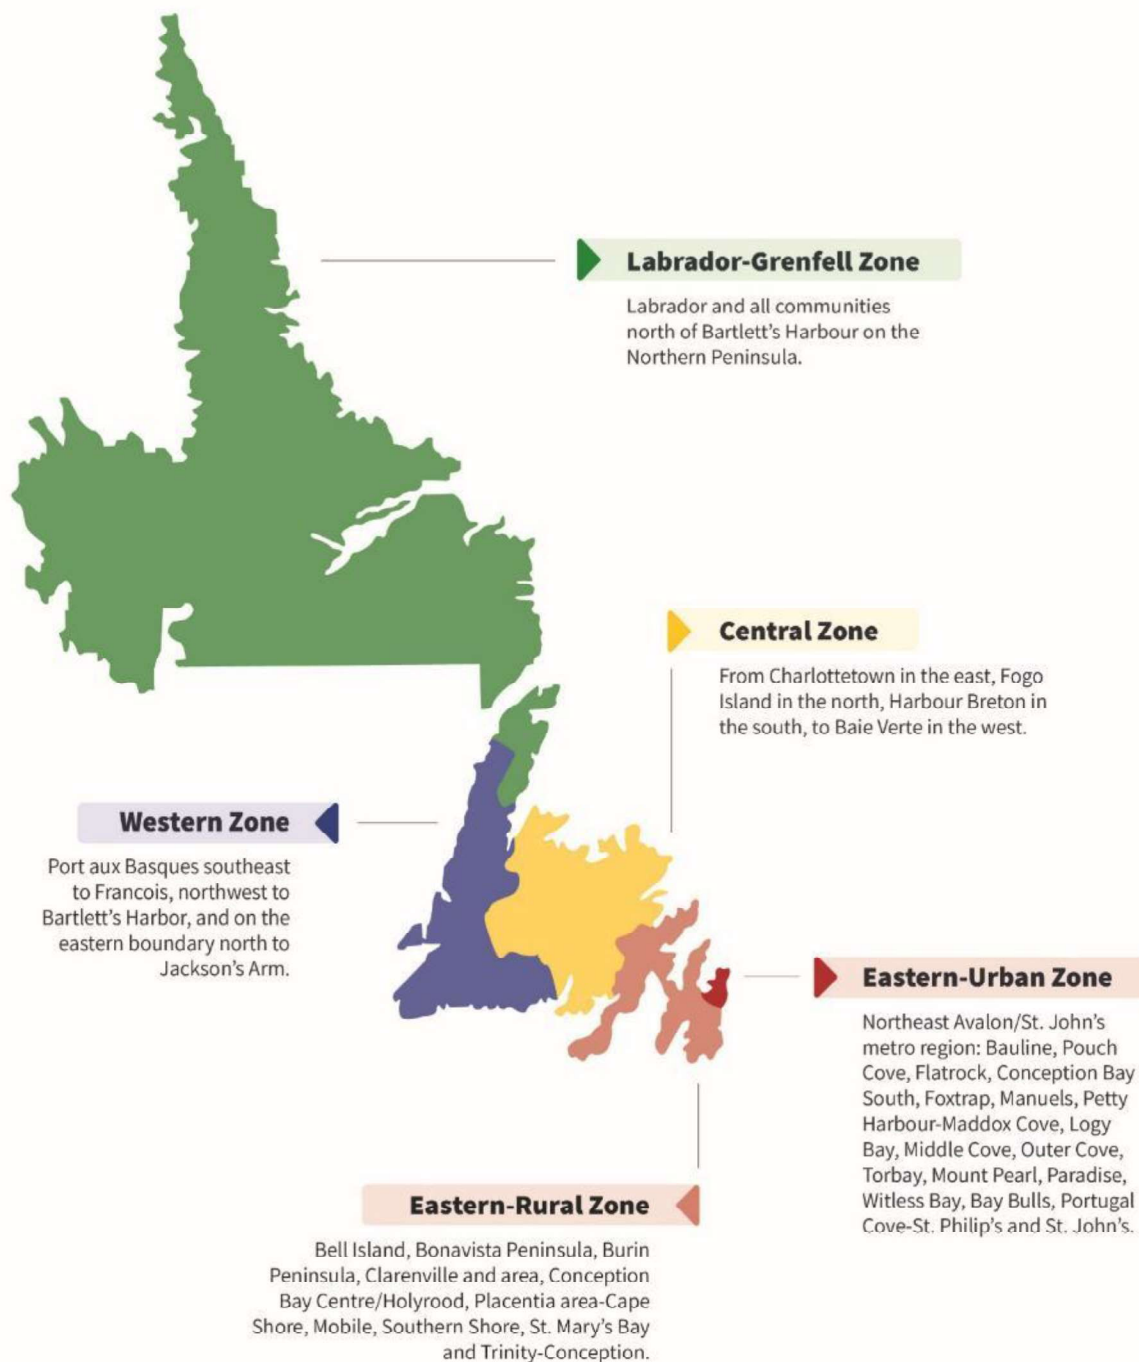 Labrador-Grenfell Zone
Labrador and all communities
north of Bartlett's Harbour on the
Northern Peninsula.
Central Zone
From Charlottetown in the east, Fogo
Island in the north, Harbour Breton in
the south, to Baie Verte in the west.
Western Zone
Port aux Basques southeast
to Francois, northwest to
Bartlett's Harbor, and on the
eastern boundary north to
Jackson's Arm.
Eastern-Urban Zone
Northeast Avalon/St. John's
metro region: Bauline, Pouch
Cove, Flatrock, Conception Bay
South, Foxtrap, Manuels, Petty
Harbour-Maddox Cove, Logy
Bay, Middle Cove, Outer Cove,
Torbay, Mount Pearl, Paradise,
Witless Bay, Bay Bulls, Portugal
Cove-St. Philip's and St. John's.
Eastern-Rural Zone
Bell Island, Bonavista Peninsula, Burin
Peninsula, Clarenville and area, Conception
Bay Centre/Holyrood, Placentia area-Cape
Shore, Mobile, Southern Shore, St. Mary's Bay
and Trinity-Conception.